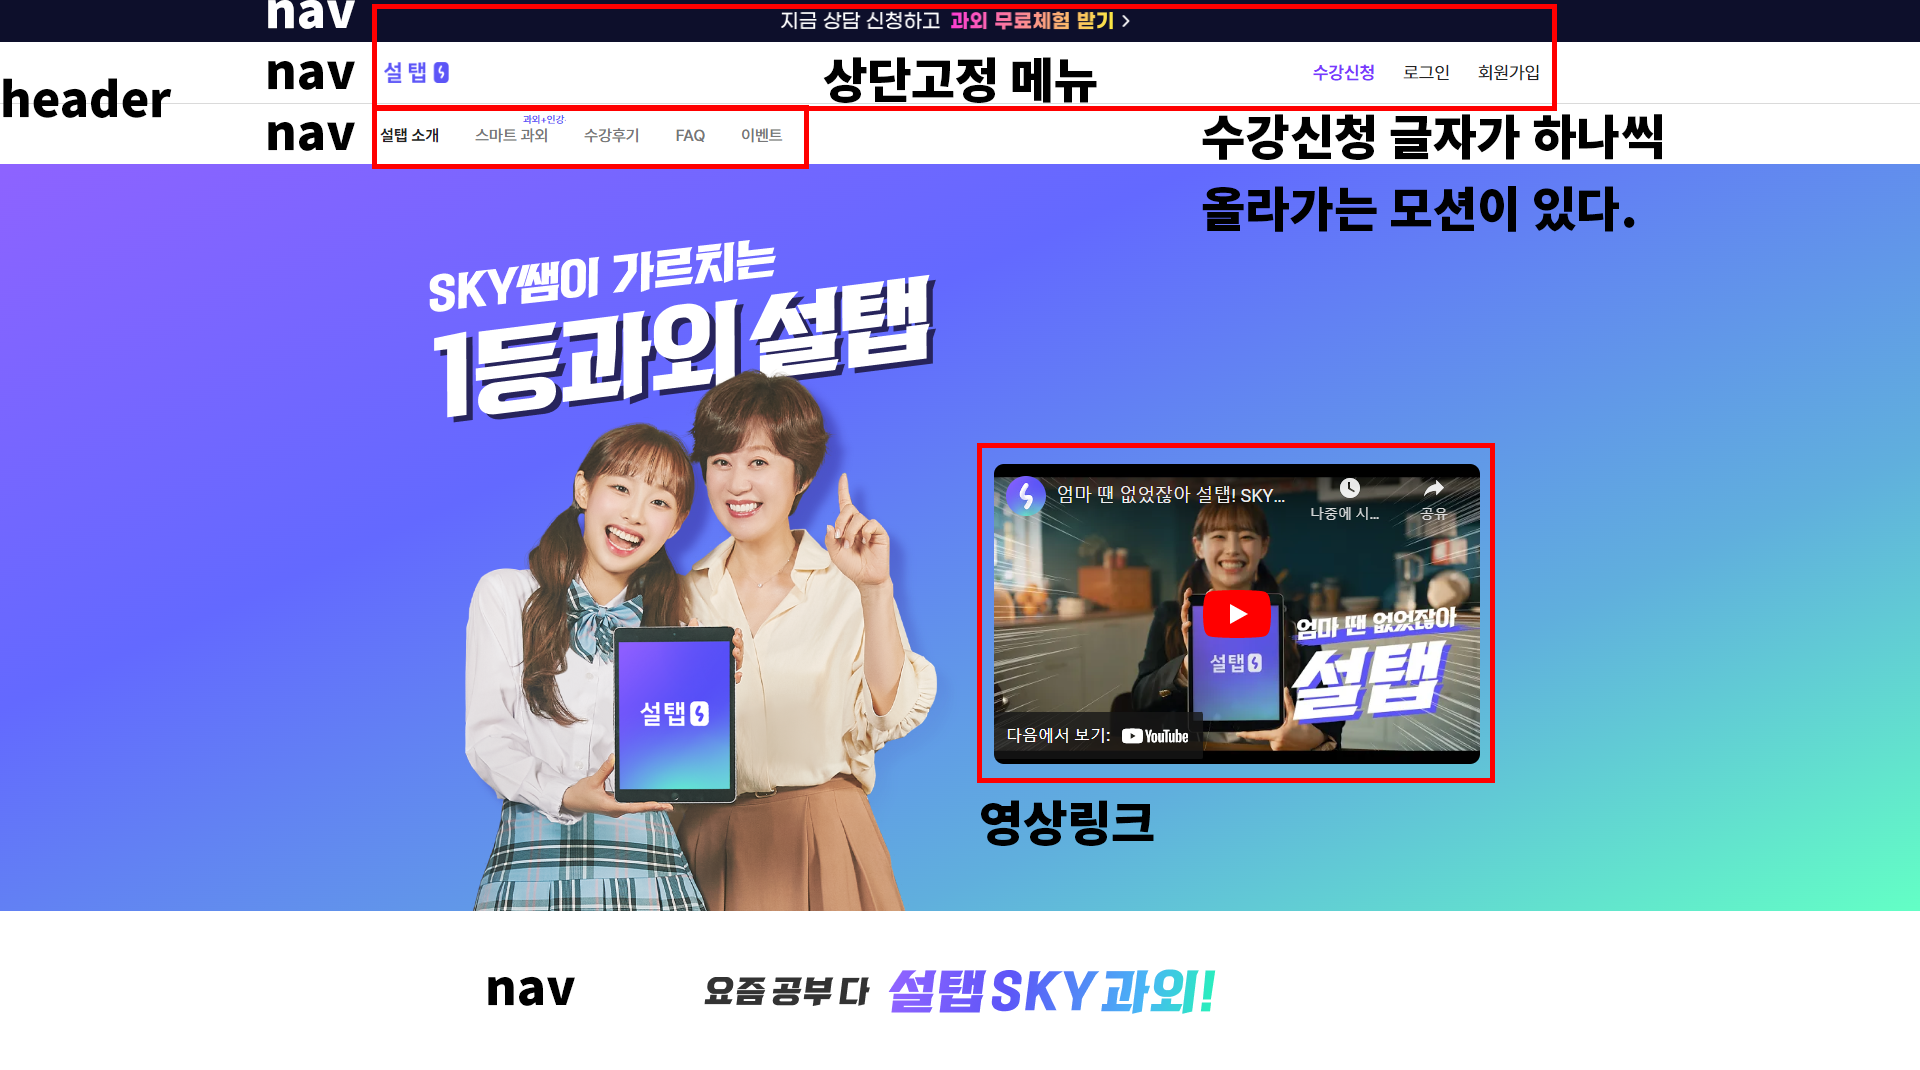 nav
지금 상담 신청하고 과외 무료체험 받기 >
nav
설탭
상단고정 메뉴
수강신청 로그인 회원가입
header
nav
과외+인강
설탭 소개 스마트 과외 수강후기 FAQ 이벤트
수강신청 글자가 하나씩
올라가는 모션이 있다.
SKY쌤이 가르치는
1등과외 설탭
엄마 땐 없었잖아 설탭! SKY...
나중에 시...
공유
엄마 땐 없었잖아
설탭
설탭
설탭
다음에서 보기: YouTube
영상링크
nav
요즘 공부 다 설탭 SKY 과외!